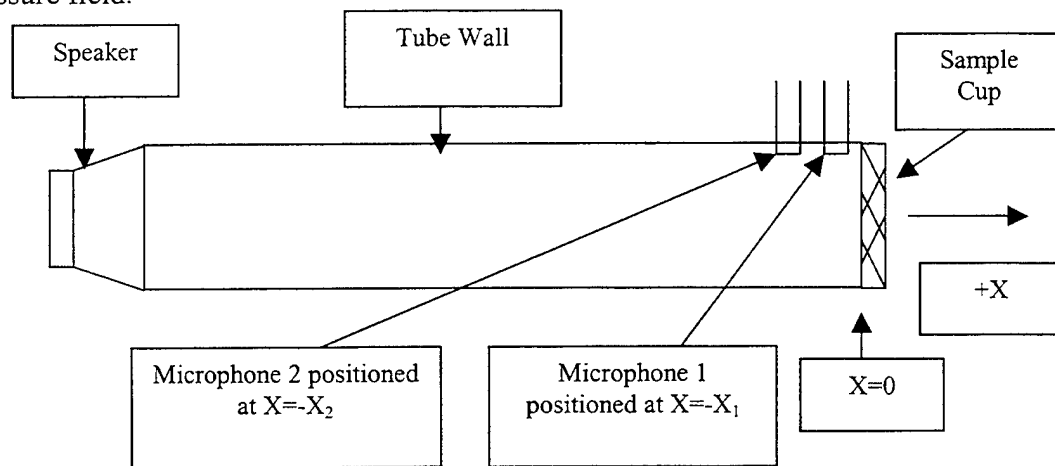 ssure field.
Speaker
Tube Wall
Sample
Cup
+X
Microphone 2 positioned
at X=-X₂
Microphone 1
positioned at X=-X₁
X=0